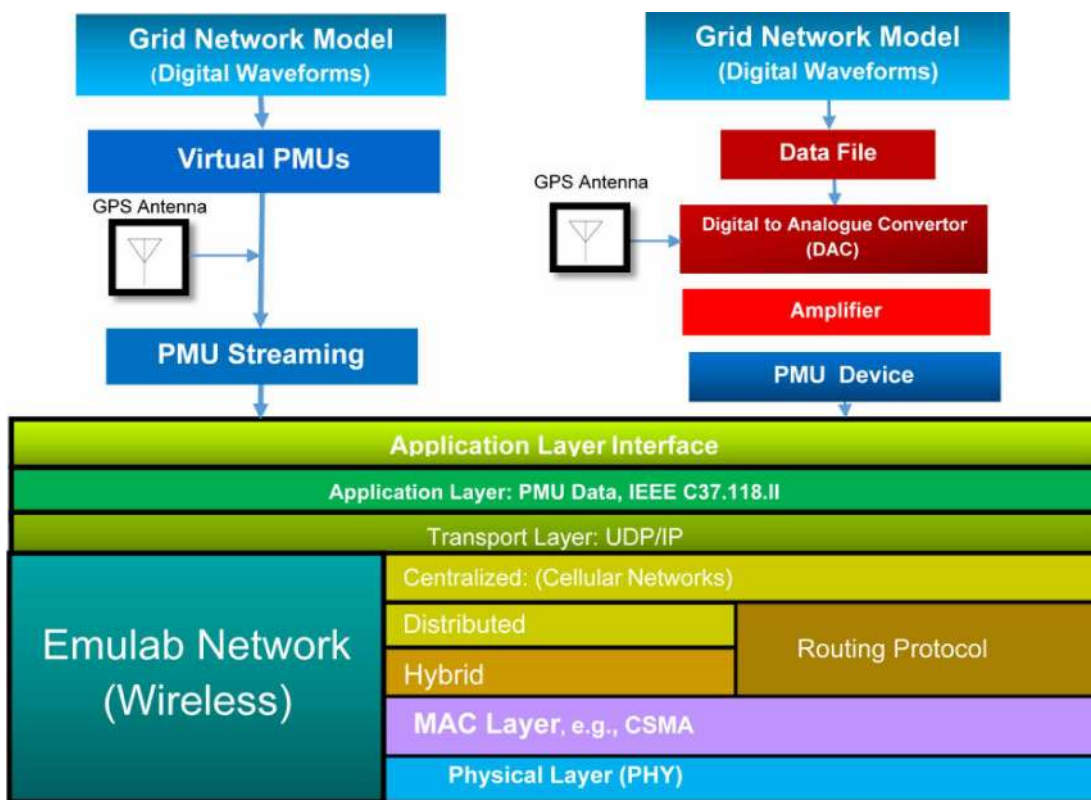 Grid Network Model
(Digital Waveforms)
Virtual PMUs
GPS Antenna
PMU Streaming
Grid Network Model
(Digital Waveforms)
Data File
GPS Antenna
Digital to Analogue Convertor
(DAC)
Amplifier
PMU Device
Application Layer Interface
Application Layer: PMU Data, IEEE C37.118.II
Transport Layer: UDP/IP
Emulab Network
(Wireless)
Centralized: (Cellular Networks)
Distributed
Hybrid
Routing Protocol
MAC Layer, e.g., CSMA
Physical Layer (PHY)